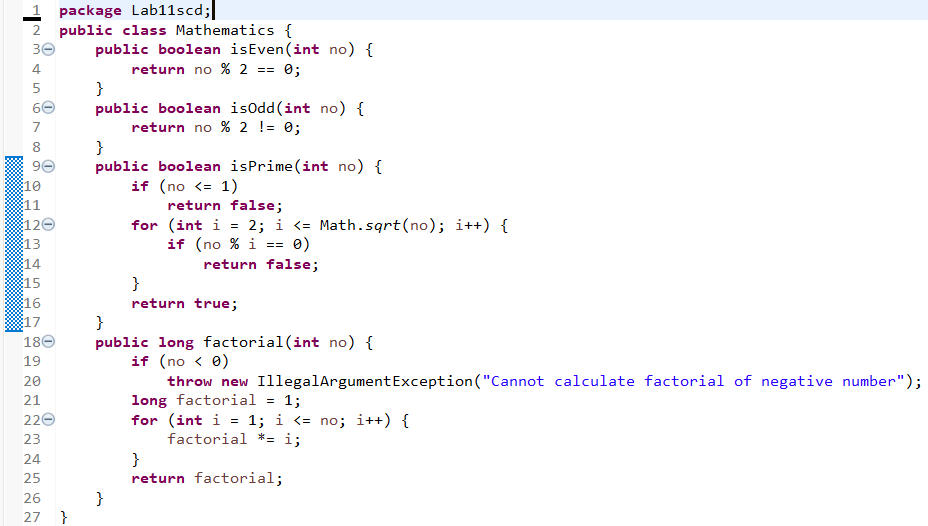 1 package Lab11scd;
2 public class Mathematics {
3 public boolean isEven(int no) {
4 return no % 2 == 0;
5 }
6 public boolean isOdd(int no) {
7 return no % 2 != 0;
8 }
9 public boolean isPrime(int no) {
10 if (no <= 1)
11 return false;
12 for (int i = 2; i <= Math.sqrt(no); i++) {
13 if (no % i == 0)
14 return false;
15 }
16 return true;
17 }
18 public long factorial(int no) {
19 if (no < 0)
20 throw new IllegalArgumentException("Cannot calculate factorial of negative number");
21 long factorial = 1;
22 for (int i = 1; i <= no; i++) {
23 factorial *= i;
24 }
25 return factorial;
26 }
27 }